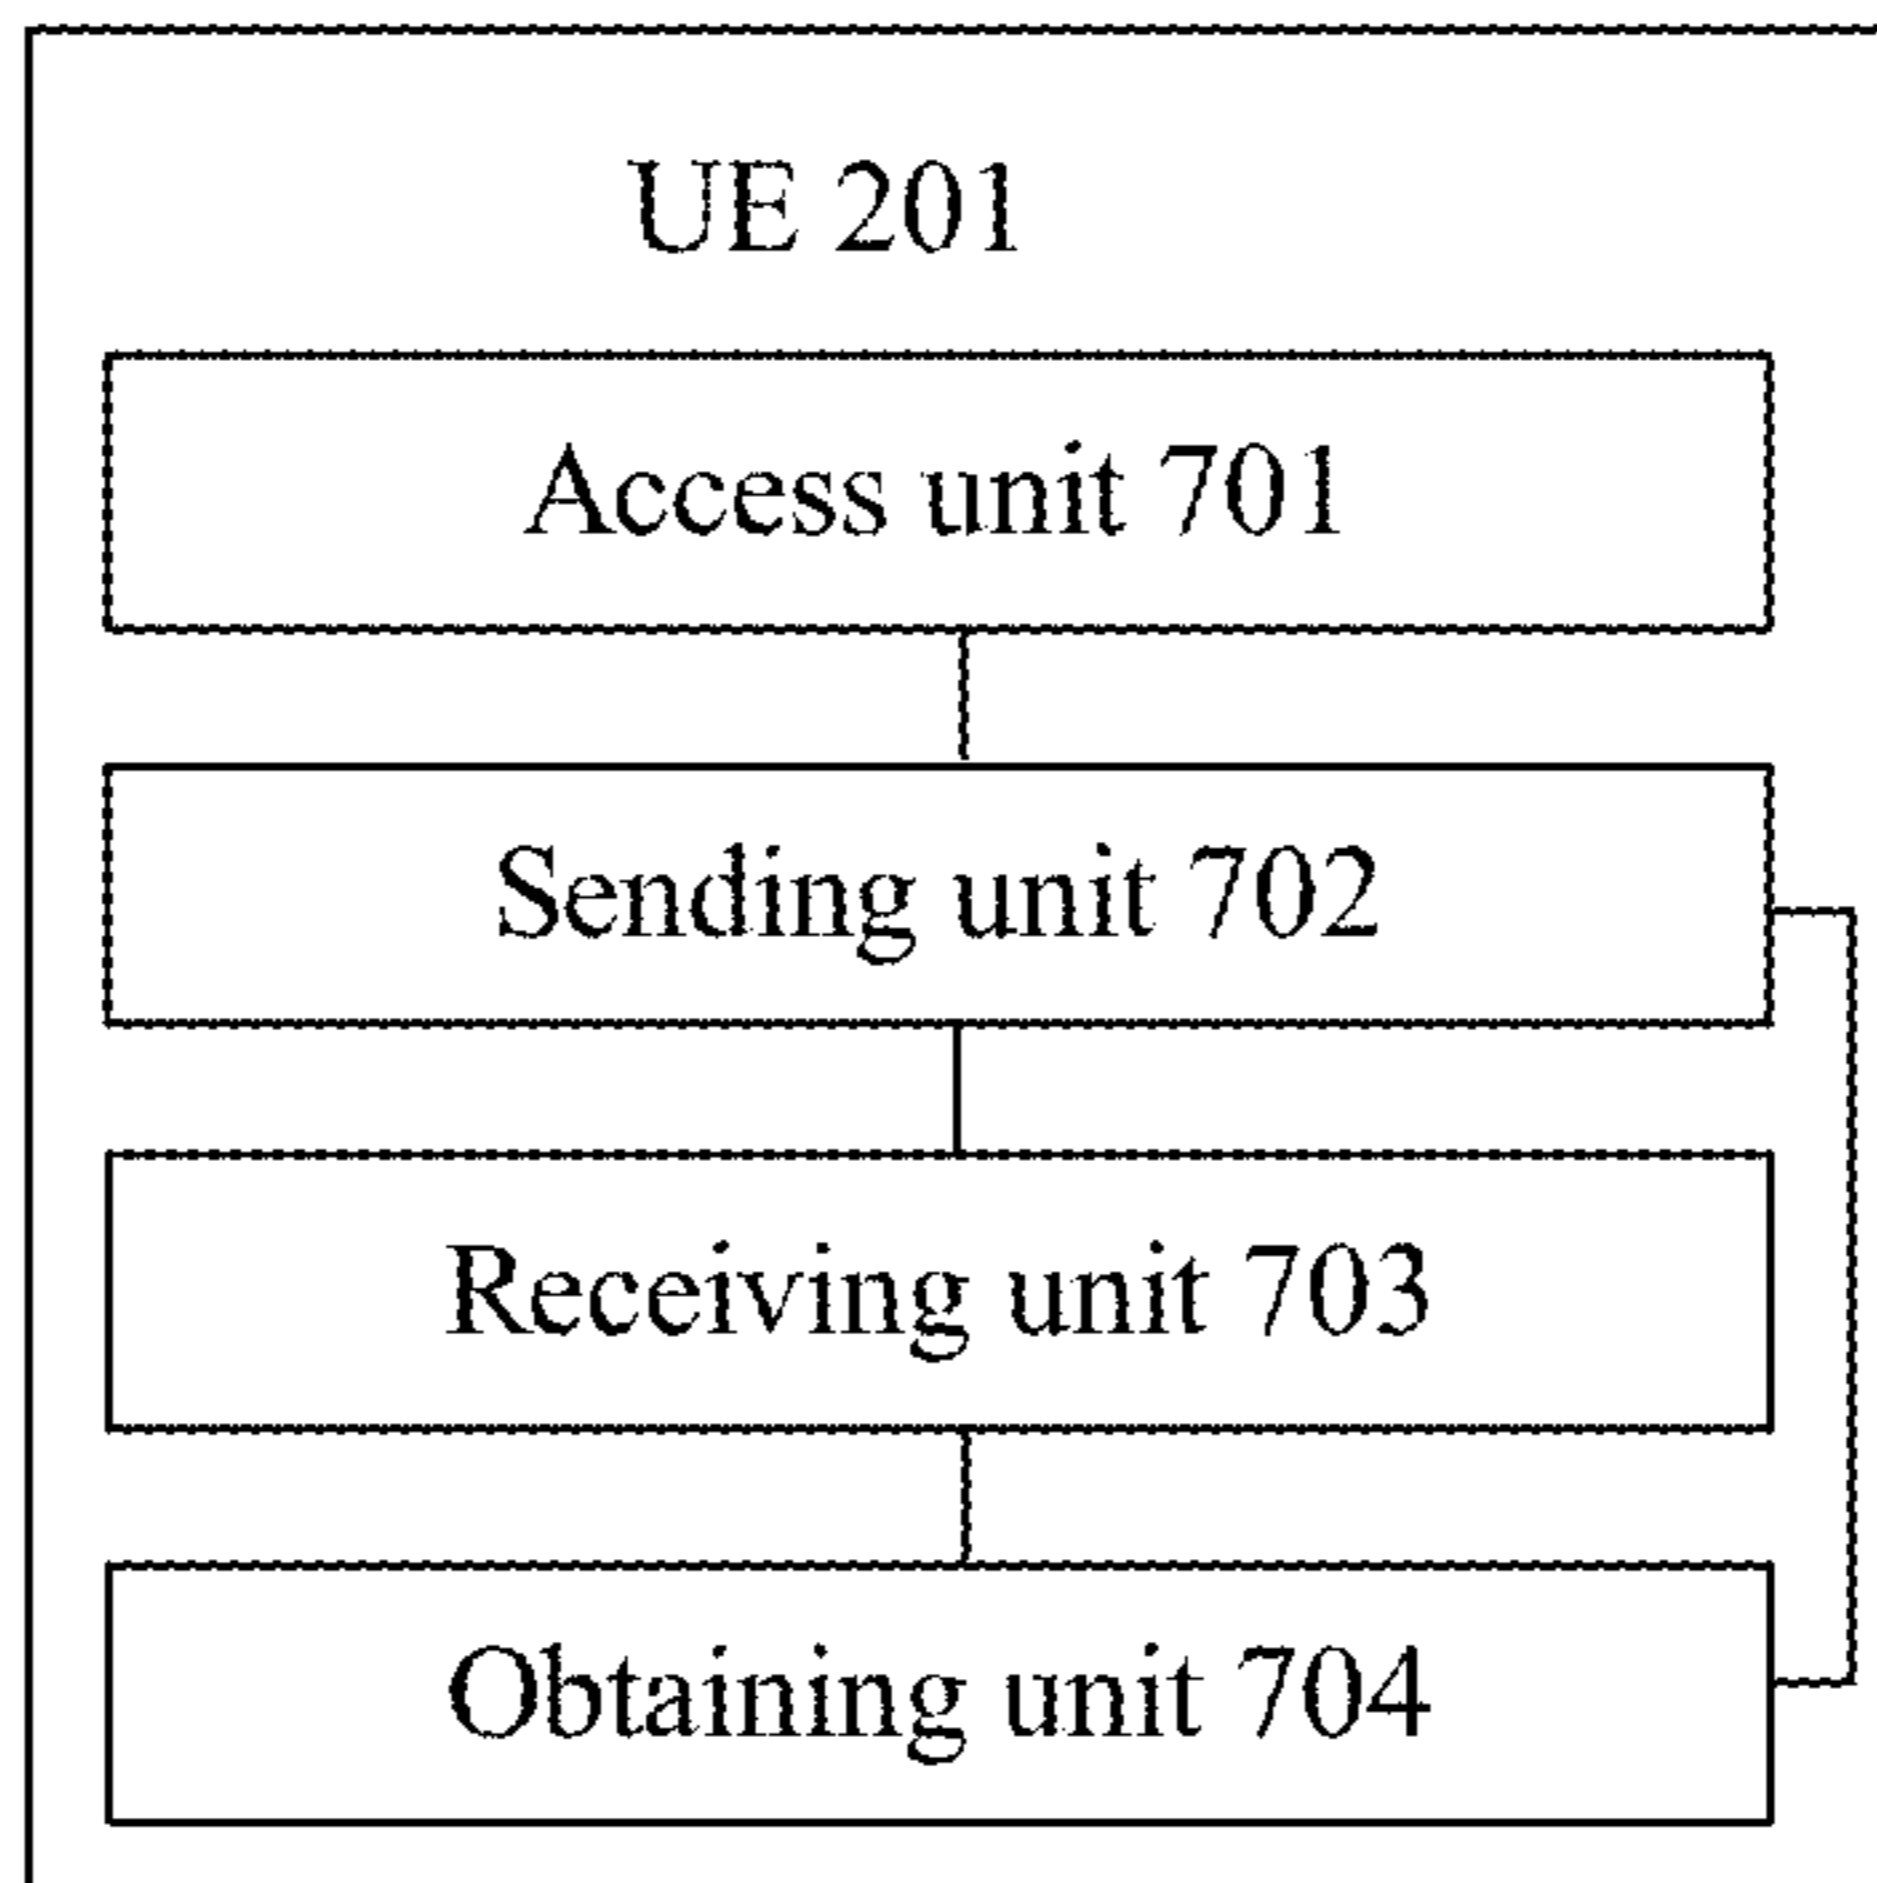 UE 201
Access unit 701
Sending unit 702
Receiving unit 703
Obtaining unit 704